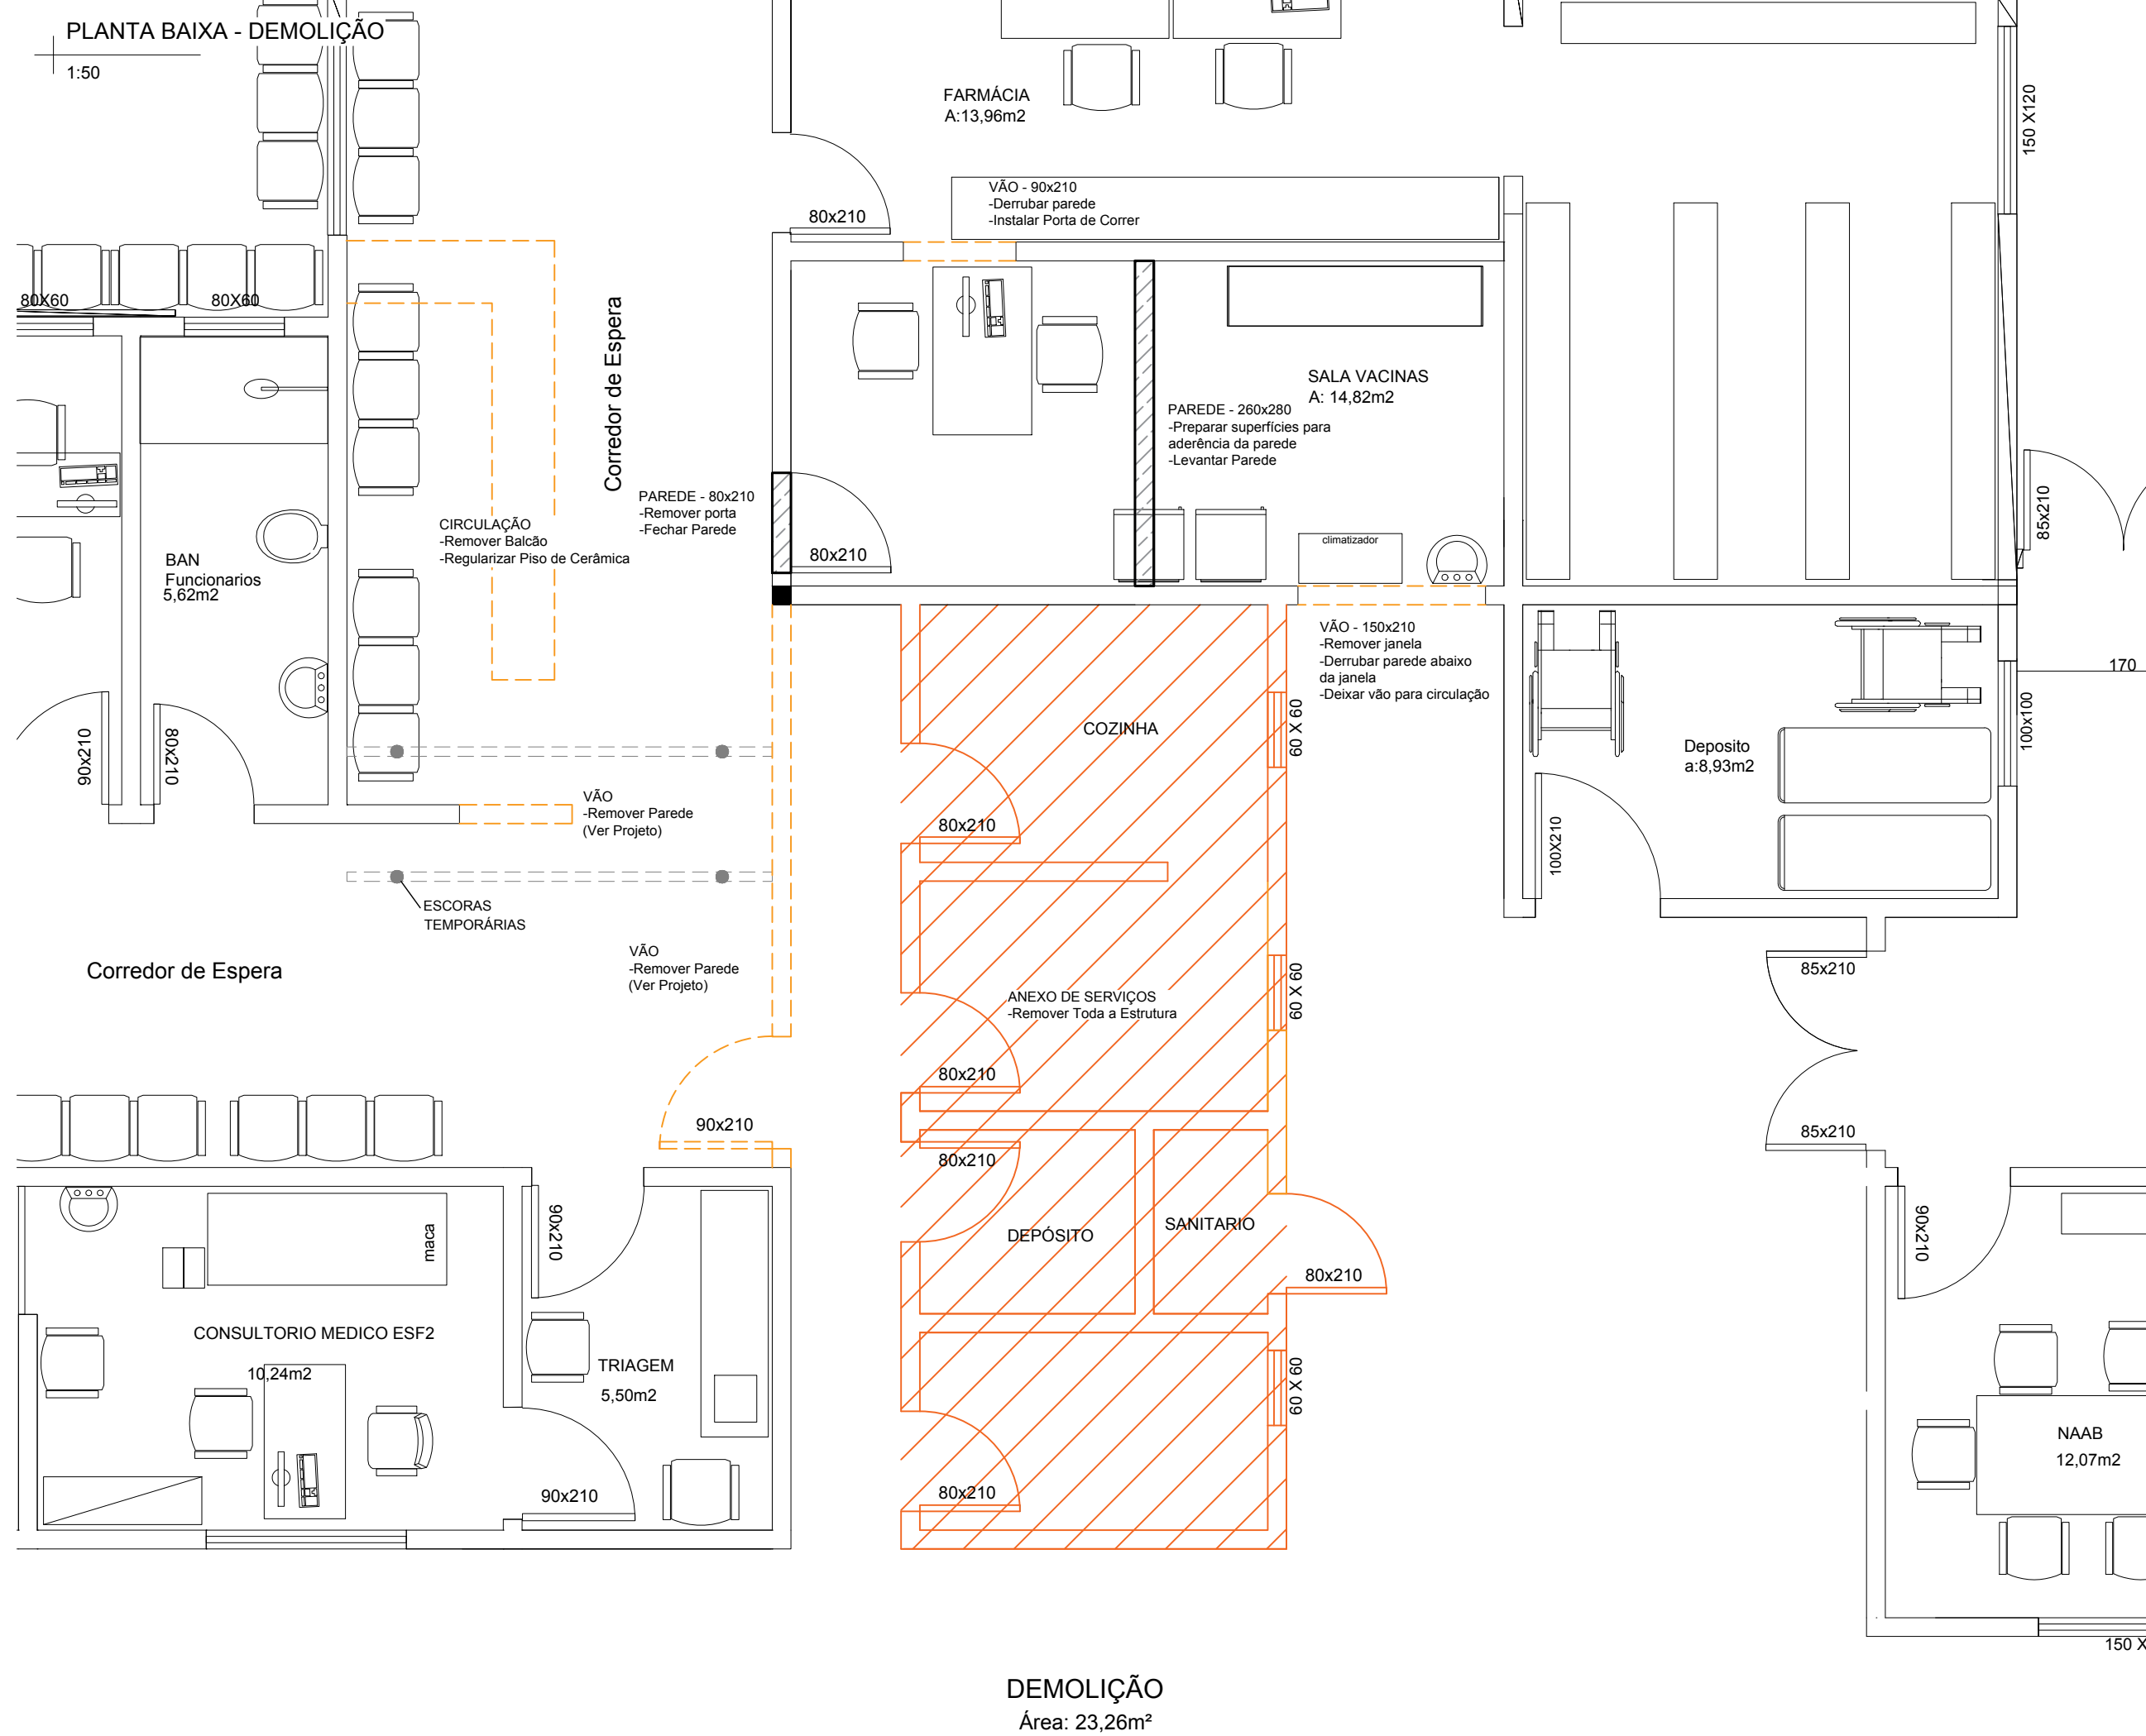 PLANTA BAIXA - DEMOLIÇÃO
1:50
FARMÁCIA
A:13,96m2
150 X120
VÃO - 90x210
-Derrubar parede
-Instalar Porta de Correr
80x210
80X60
80X60
Corredor de Espera
SALA VACINAS
A: 14,82m2
PAREDE - 260x280
-Preparar superfícies para
aderência da parede
-Levantar Parede
PAREDE - 80x210
-Remover porta
-Fechar Parede
CIRCULAÇÃO
-Remover Balcão
-Regularizar Piso de Cerâmica
80x210
climatizador
85x210
BAN
Funcionarios
5,62m2
VÃO - 150x210
-Remover janela
-Derrubar parede abaixo
da janela
-Deixar vão para circulação
170
100x100
COZINHA
60 X 60
Deposito
a:8,93m2
90x210
80x210
VÃO
-Remover Parede
(Ver Projeto)
80x210
100X210
ESCORAS
TEMPORÁRIAS
VÃO
-Remover Parede
(Ver Projeto)
Corredor de Espera
85x210
ANEXO DE SERVIÇOS
-Remover Toda a Estrutura
60 X 60
80x210
90x210
85x210
80x210
maca
90x210
DEPÓSITO
SANITARIO
90x210
80x210
CONSULTORIO MEDICO ESF2
10,24m2
TRIAGEM
5,50m2
60 X 60
NAAB
12,07m2
90x210
80x210
150 X
DEMOLIÇÃO
Área: 23,26m²